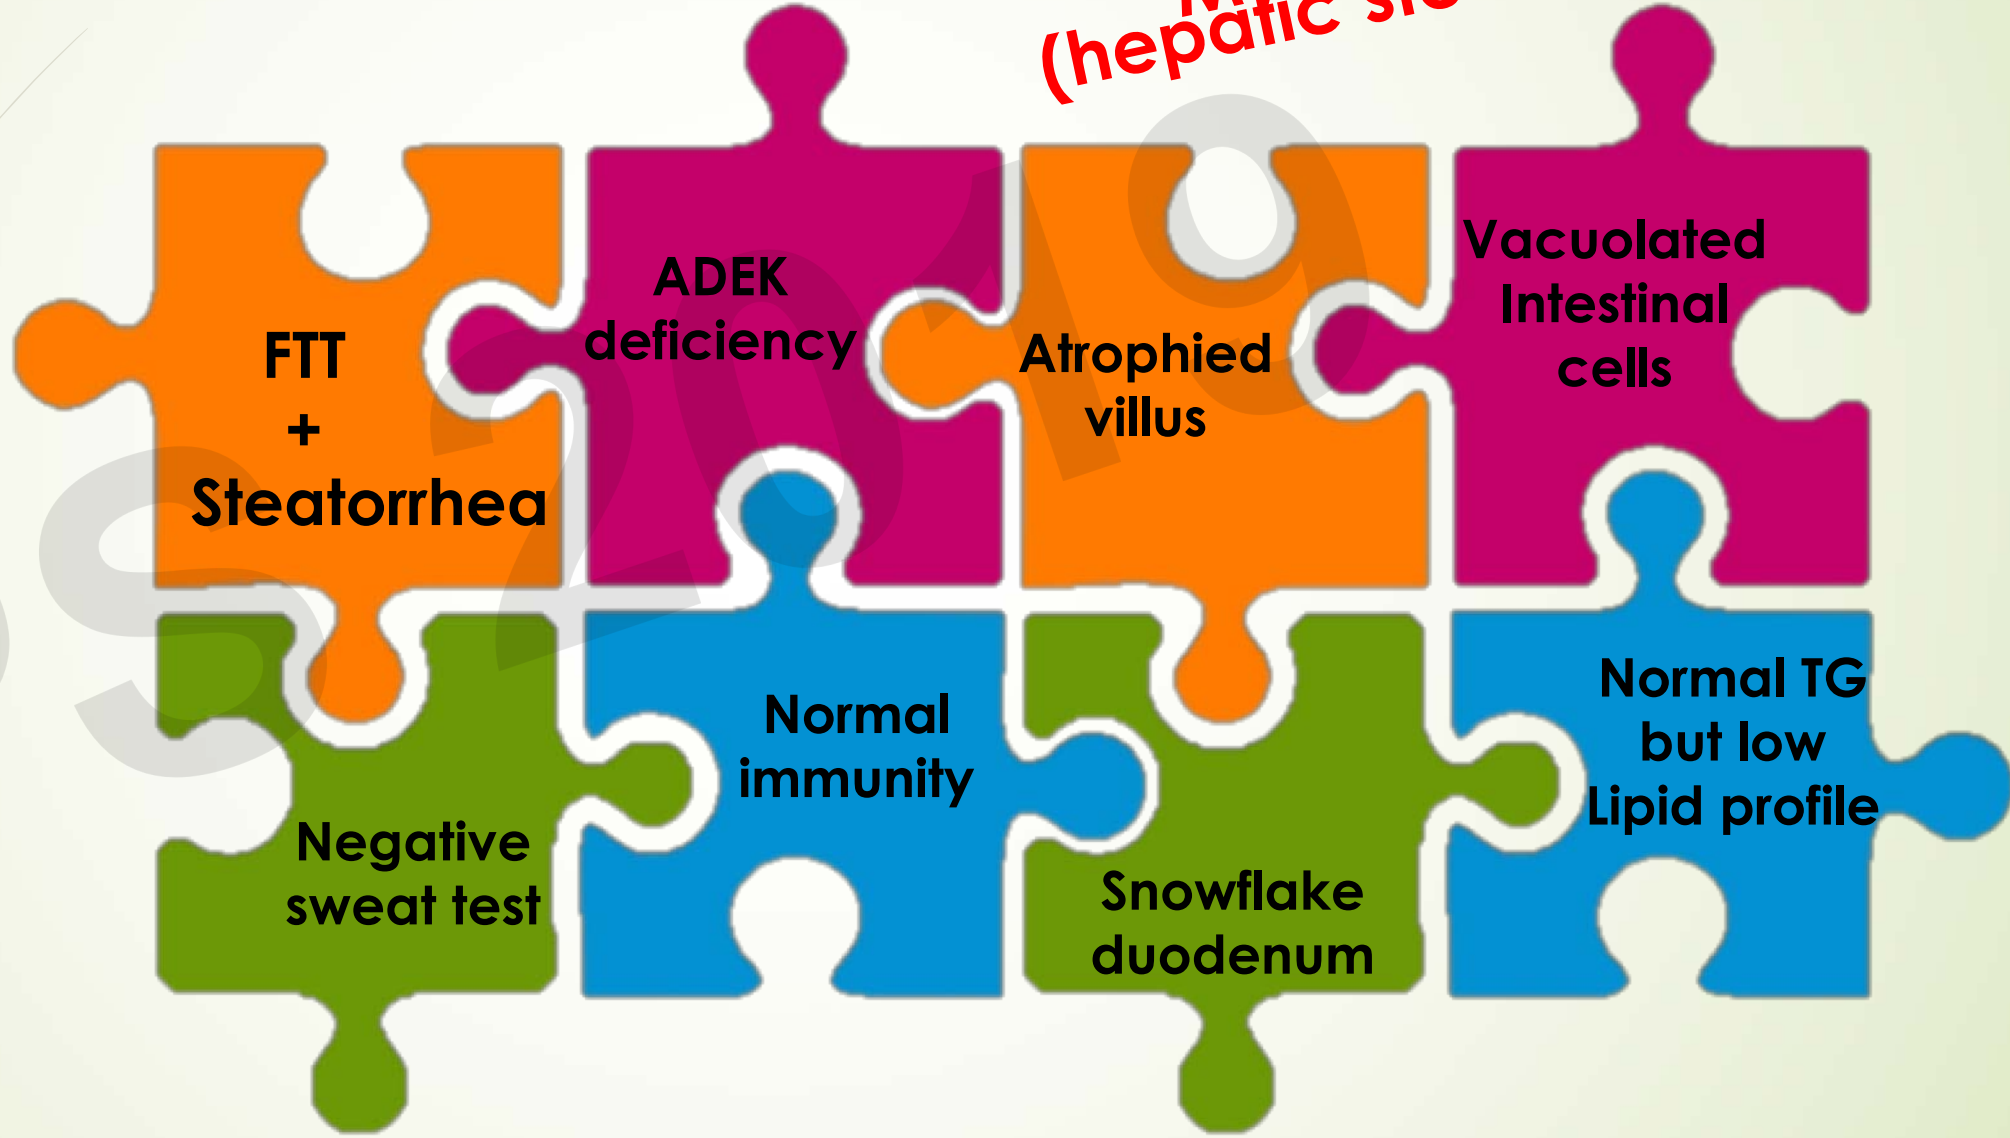 (hepatic
FTT
+
Steatorrhea
ADEK
deficiency
Atrophied
villus
Vacuolated
Intestinal
cells
Negative
sweat test
Normal
immunity
Snowflake
duodenum
Normal TG
but low
Lipid profile
2019